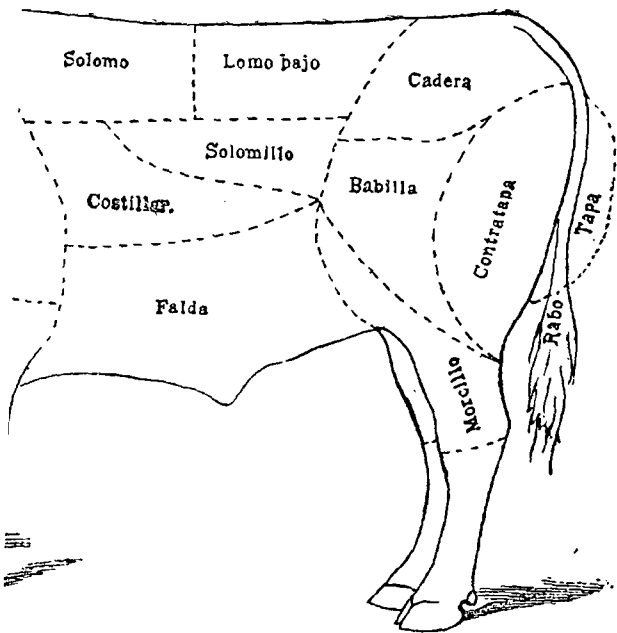 Solomo
Lomo bajo
Cadera
Solomillo
Babilla
Costillar.
Contratapa
Tapa
Falda
Rabo
Morcillo